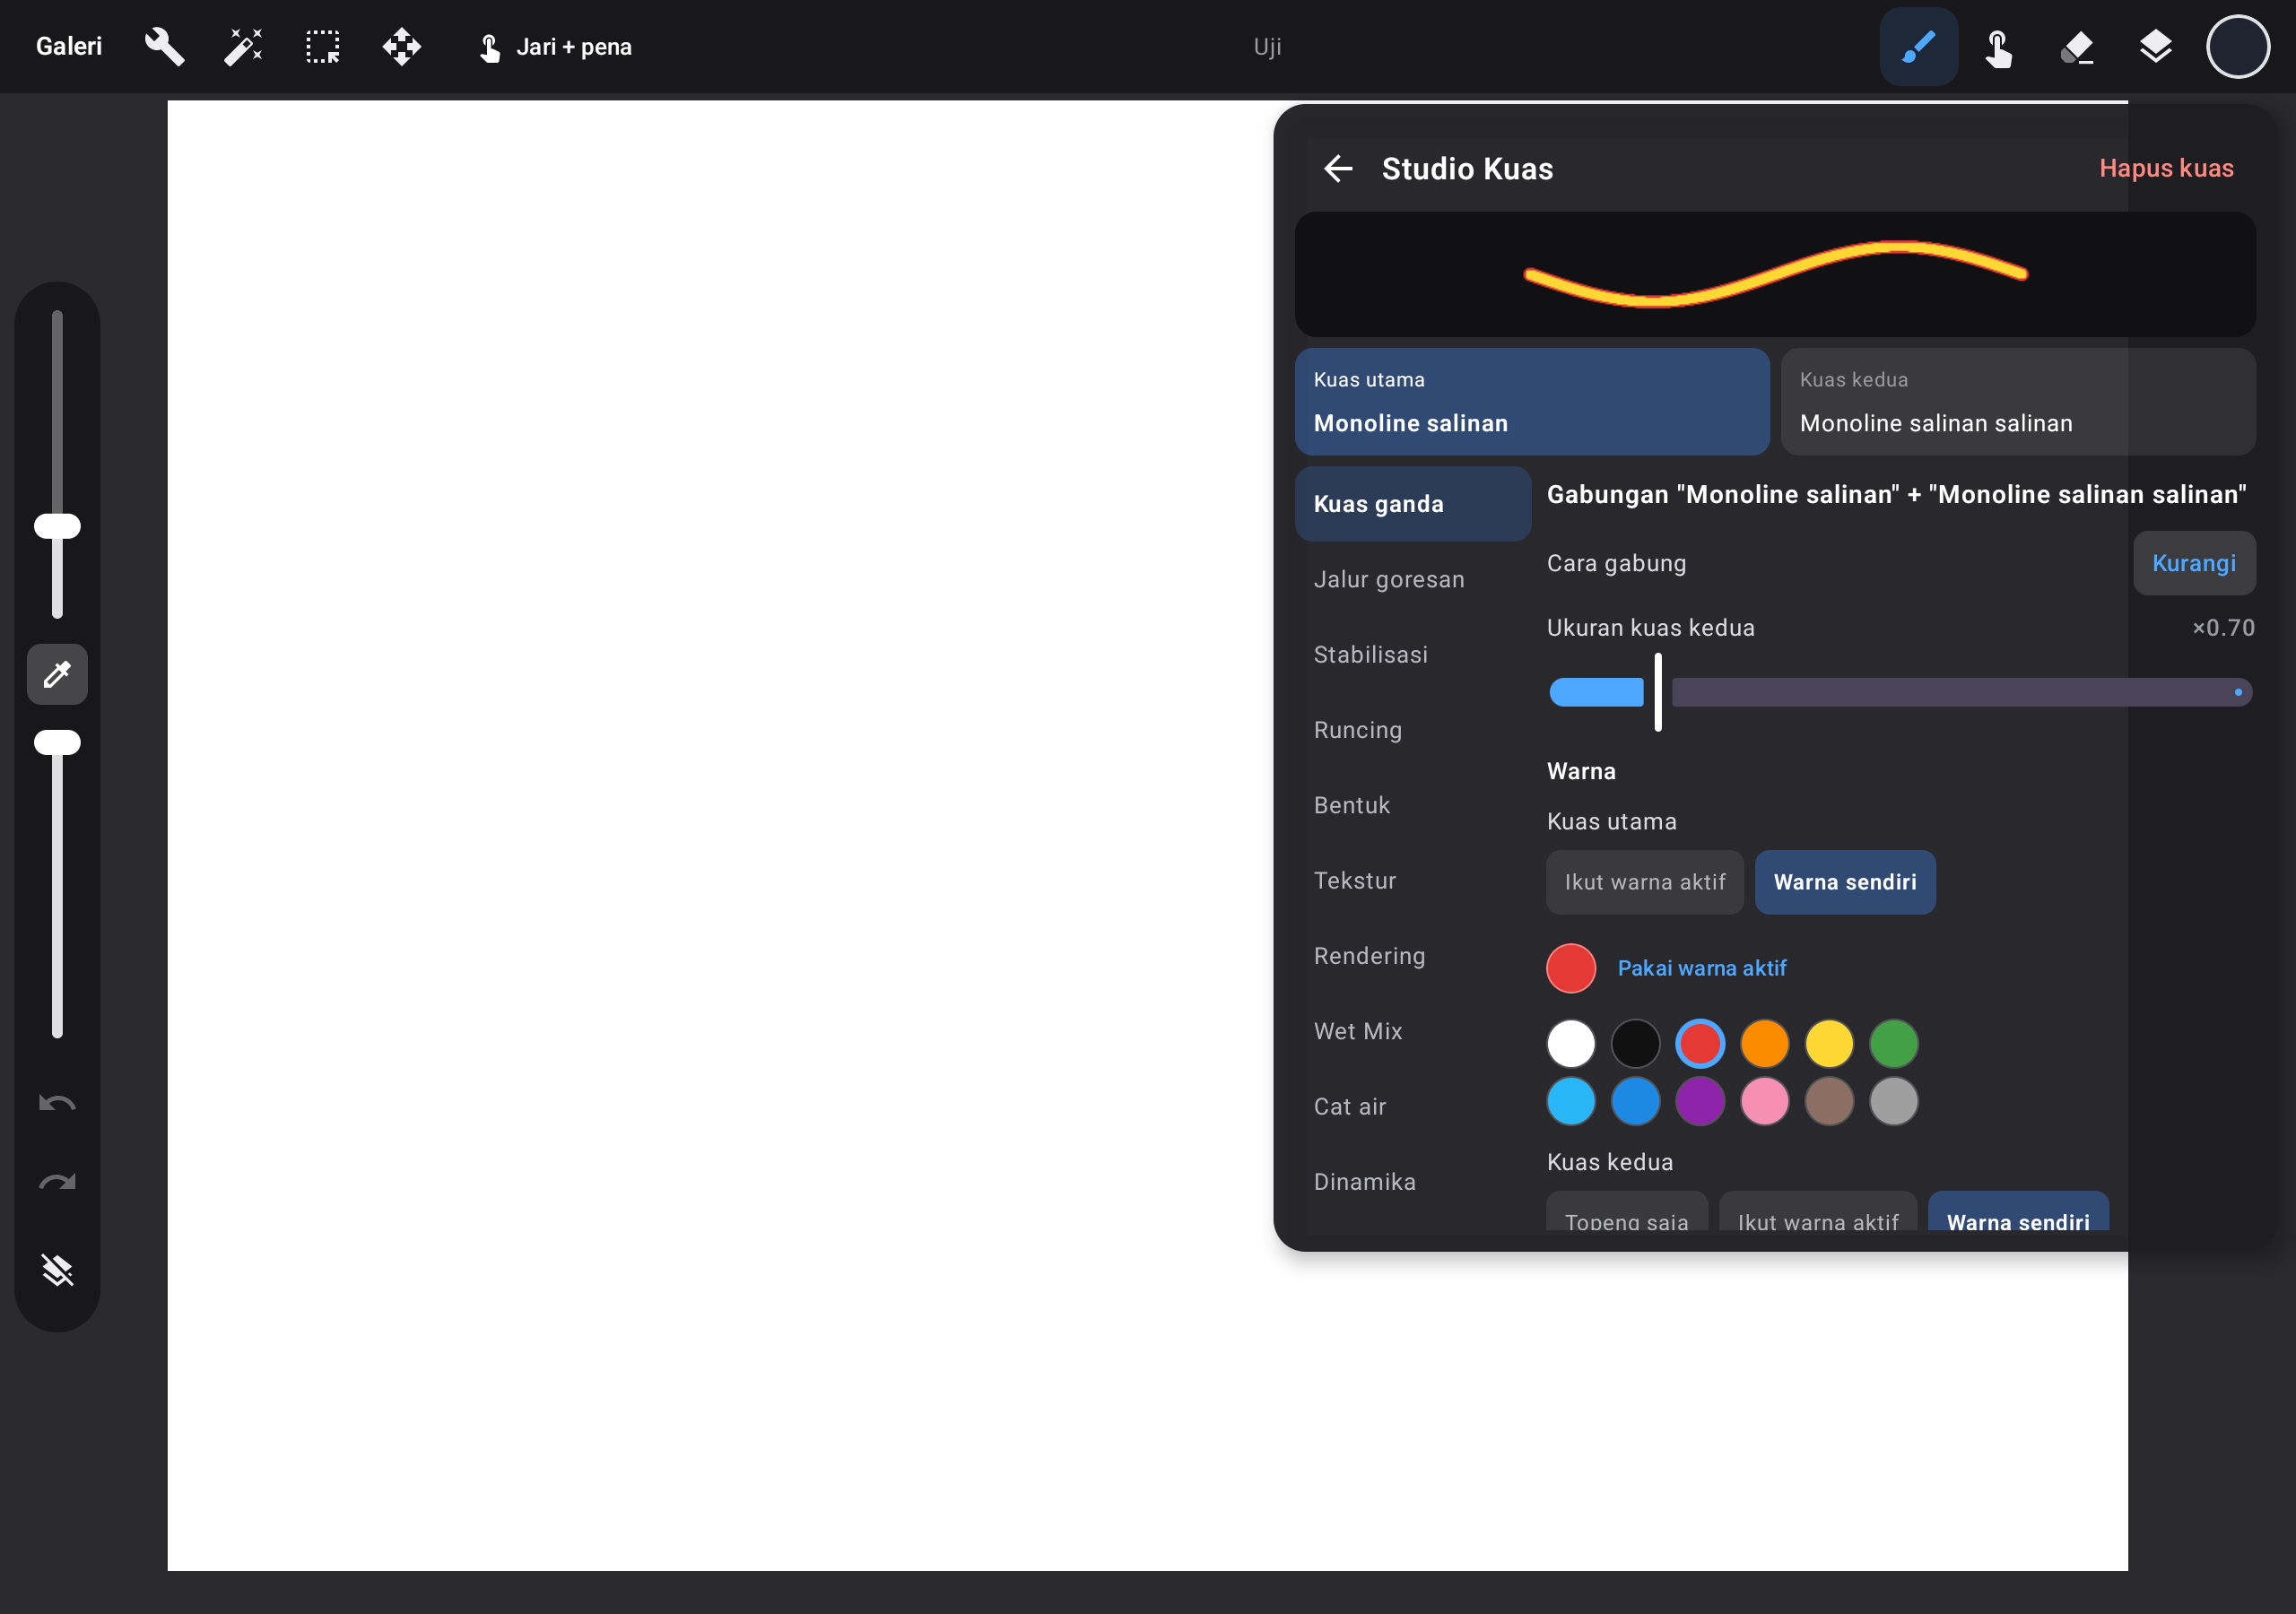 Galeri
Jari + pena
Uji
Studio Kuas
Hapus kuas
Kuas utama
Monoline salinan
Kuas kedua
Monoline salinan salinan
Kuas ganda
Jalur goresan
Stabilisasi
Runcing
Bentuk
Tekstur
Rendering
Wet Mix
Cat air
Dinamika
Gabungan "Monoline salinan" + "Monoline salinan salinan"
Cara gabung
Kurangi
Ukuran kuas kedua
×0.70
Warna
Kuas utama
Ikut warna aktif
Warna sendiri
Pakai warna aktif
Kuas kedua
Topeng saja
Ikut warna aktif
Warna sendiri